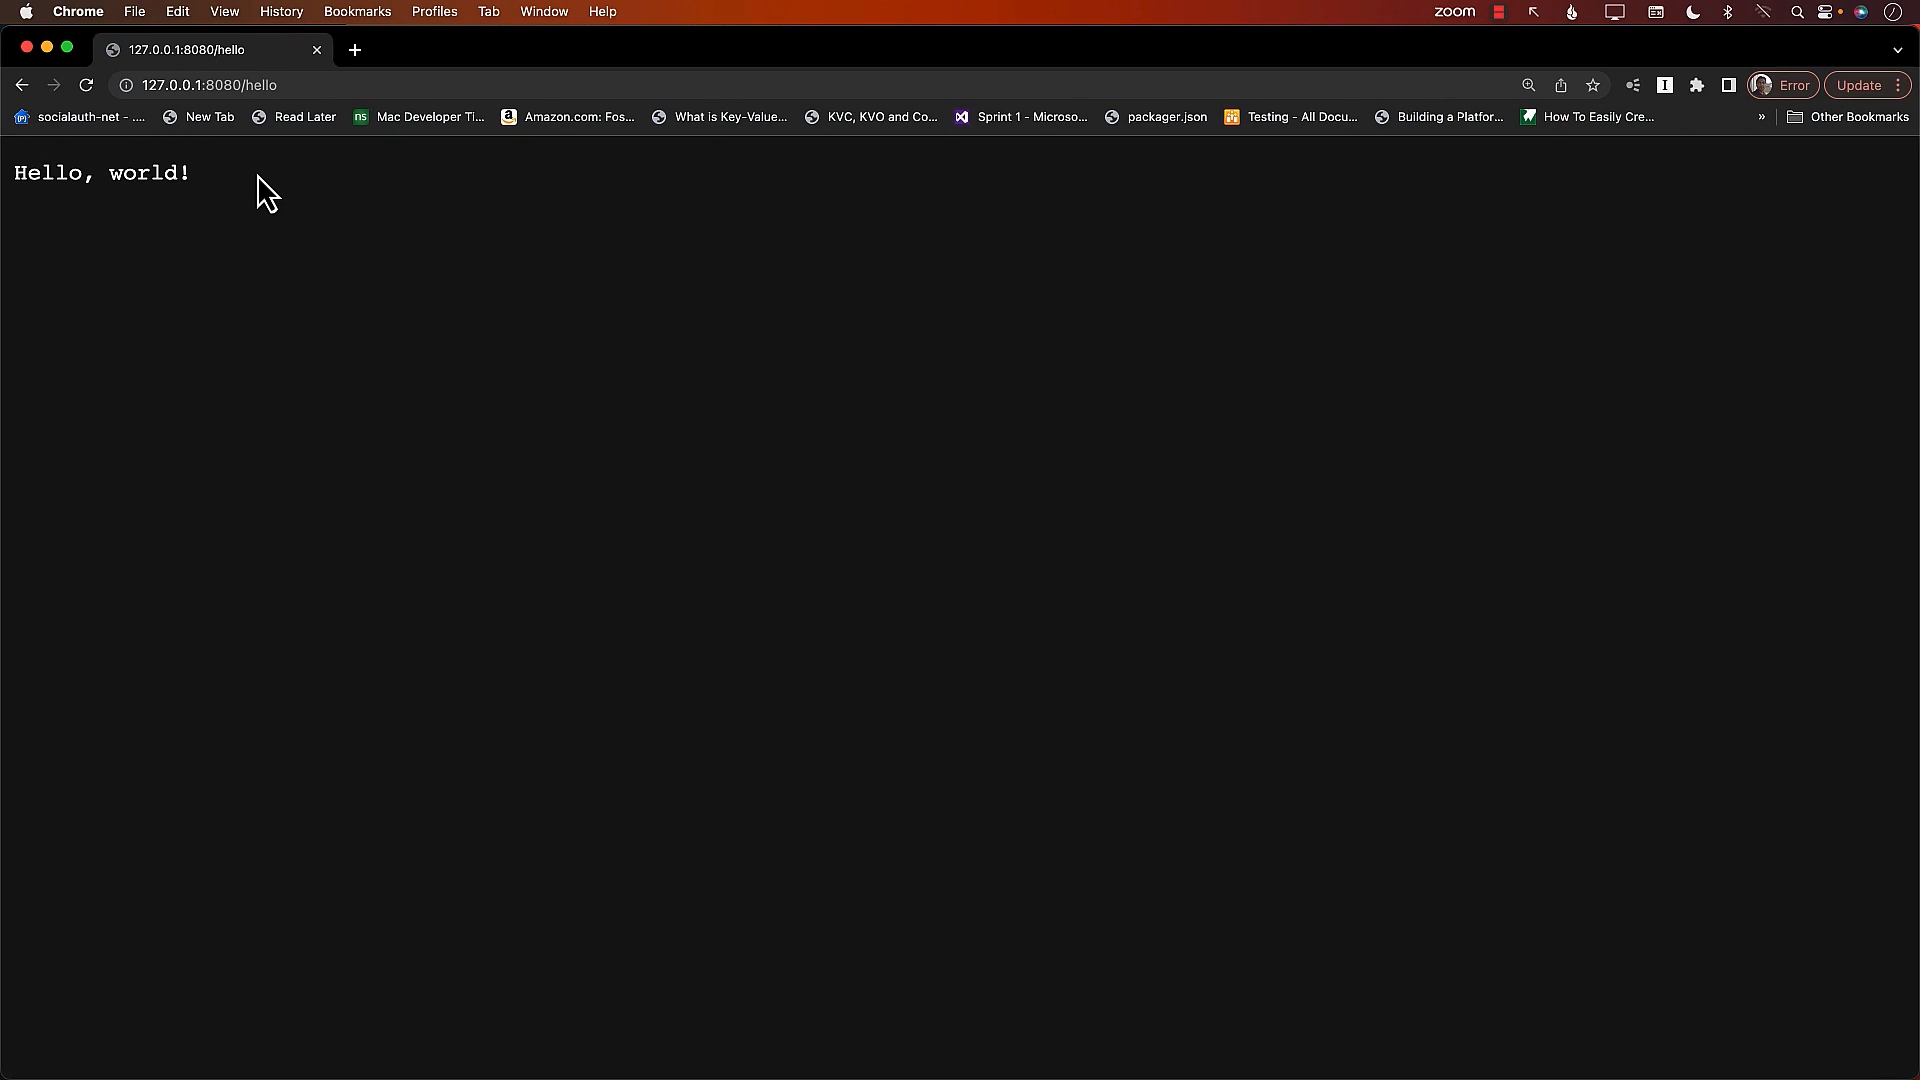 Chrome File Edit View History Bookmarks Profiles Tab Window Help zoom
127.0.0.1:8080/hello
127.0.0.1:8080/hello Error Update
socialauth-net - .... New Tab Read Later ns Mac Developer Ti... Amazon.com: Fos... What is Key-Value... KVC, KVO and Co... Sprint 1 - Microso... packager.json Testing - All Docu... Building a Platfor... How To Easily Cre... » Other Bookmarks
Hello, world!